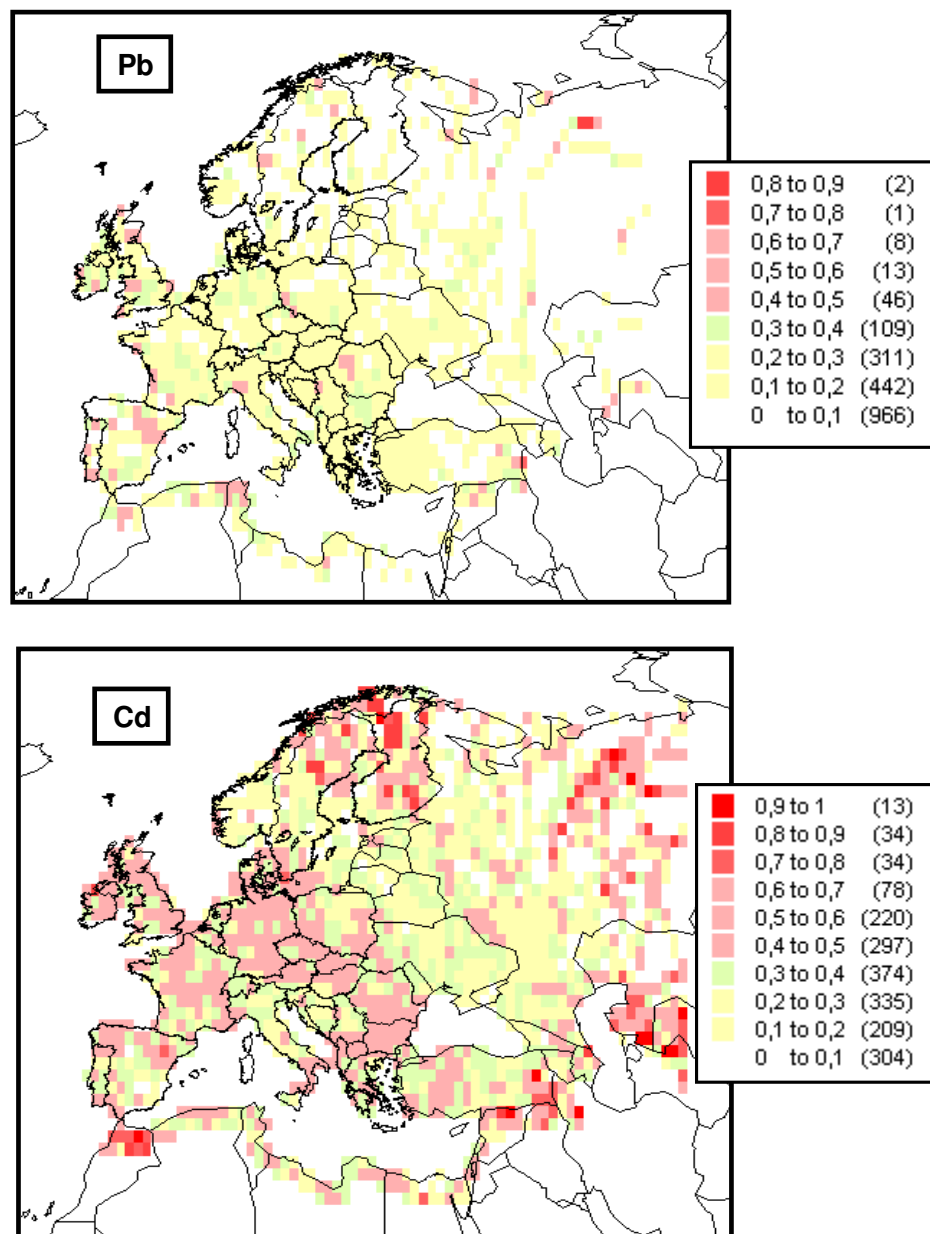 Pb
0,8 to 0,9 (2)
0,7 to 0,8 (1)
0,6 to 0,7 (8)
0,5 to 0,6 (13)
0,4 to 0,5 (46)
0,3 to 0,4 (109)
0,2 to 0,3 (311)
0,1 to 0,2 (442)
0 to 0,1 (966)
Cd
0,9 to 1 (13)
0,8 to 0,9 (34)
0,7 to 0,8 (34)
0,6 to 0,7 (78)
0,5 to 0,6 (220)
0,4 to 0,5 (297)
0,3 to 0,4 (374)
0,2 to 0,3 (335)
0,1 to 0,2 (209)
0 to 0,1 (304)